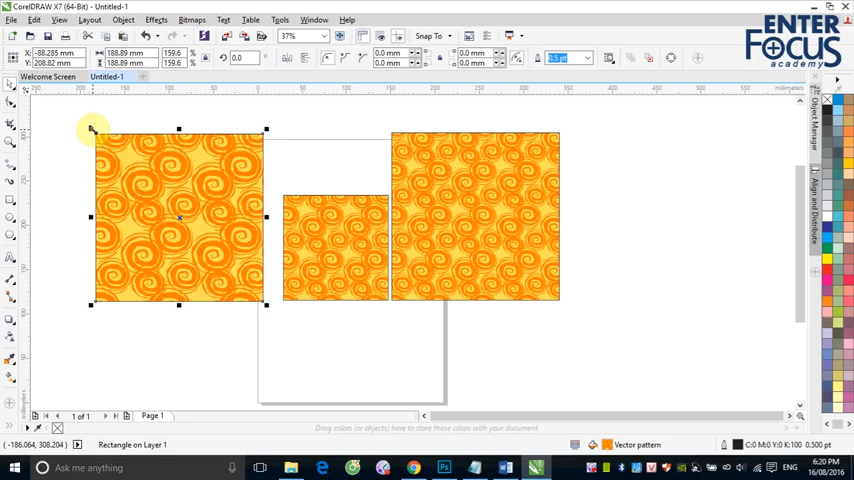 CorelDRAW X7 (64-Bit) - Untitled-1
File Edit View Layout Object Effects Bitmaps Text Table Tools Window Help
37% Snap To
X: -88.285 mm 188.89 mm 159.6 % 0.0 0.0 mm 0.0 mm 0.5 pt
Y: 208.82 mm 188.89 mm 159.6 % 0.0 mm 0.0 mm
ENTER
FOCUS
academy
Welcome Screen Untitled-1
millimeters
Object Manager
Align and Distribute
1 of 1 Page 1
Drag colors (or objects) here to store these colors with your document
(-186.064, 308.204) Rectangle on Layer 1 Vector pattern C:0 M:0 Y:0 K:100 0.500 pt
Ask me anything ENG 6:20 PM
16/08/2016